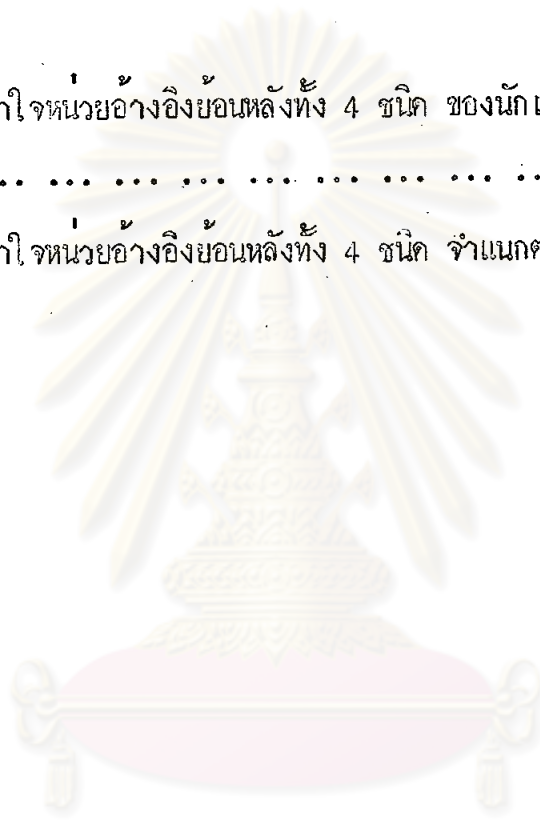 าใจหน่วยอ้างอิงย้อนหลังทั้ง 4 ชนิด ของนัก
.. ... ... ... ... ... ... ... ..
าใจหน่วยอ้างอิงย้อนหลังทั้ง 4 ชนิด จำแนกต